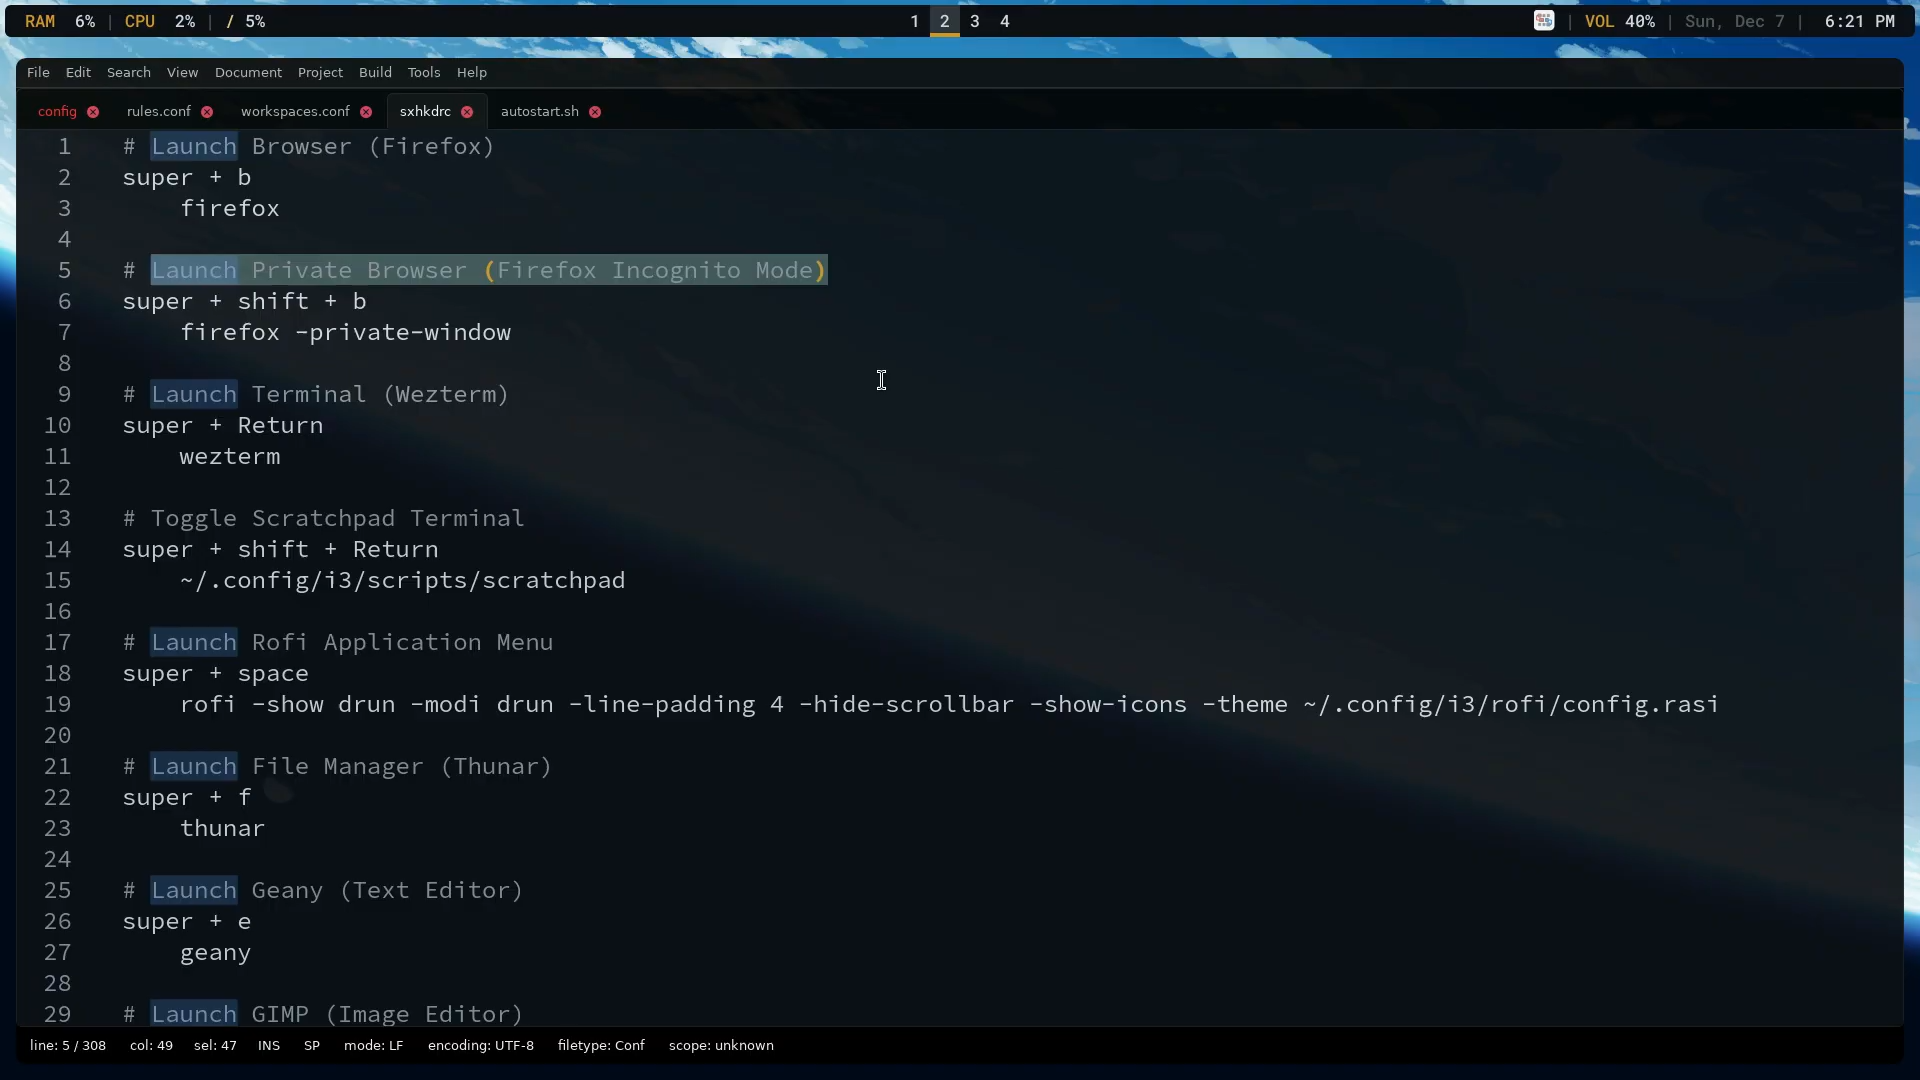 RAM 6% | CPU 2% | / 5%
1 2 3 4
| VOL 40% | Sun, Dec 7 | 6:21 PM
File Edit Search View Document Project Build Tools Help
config rules.conf workspaces.conf sxhkdrc autostart.sh
1 # Launch Browser (Firefox)
2 super + b
3 firefox
4
5 # Launch Private Browser (Firefox Incognito Mode)
6 super + shift + b
7 firefox -private-window
8
9 # Launch Terminal (Wezterm)
10 super + Return
11 wezterm
12
13 # Toggle Scratchpad Terminal
14 super + shift + Return
15 ~/.config/i3/scripts/scratchpad
16
17 # Launch Rofi Application Menu
18 super + space
19 rofi -show drun -modi drun -line-padding 4 -hide-scrollbar -show-icons -theme ~/.config/i3/rofi/config.rasi
20
21 # Launch File Manager (Thunar)
22 super + f
23 thunar
24
25 # Launch Geany (Text Editor)
26 super + e
27 geany
28
29 # Launch GIMP (Image Editor)
line: 5 / 308 col: 49 sel: 47 INS SP mode: LF encoding: UTF-8 filetype: Conf scope: unknown